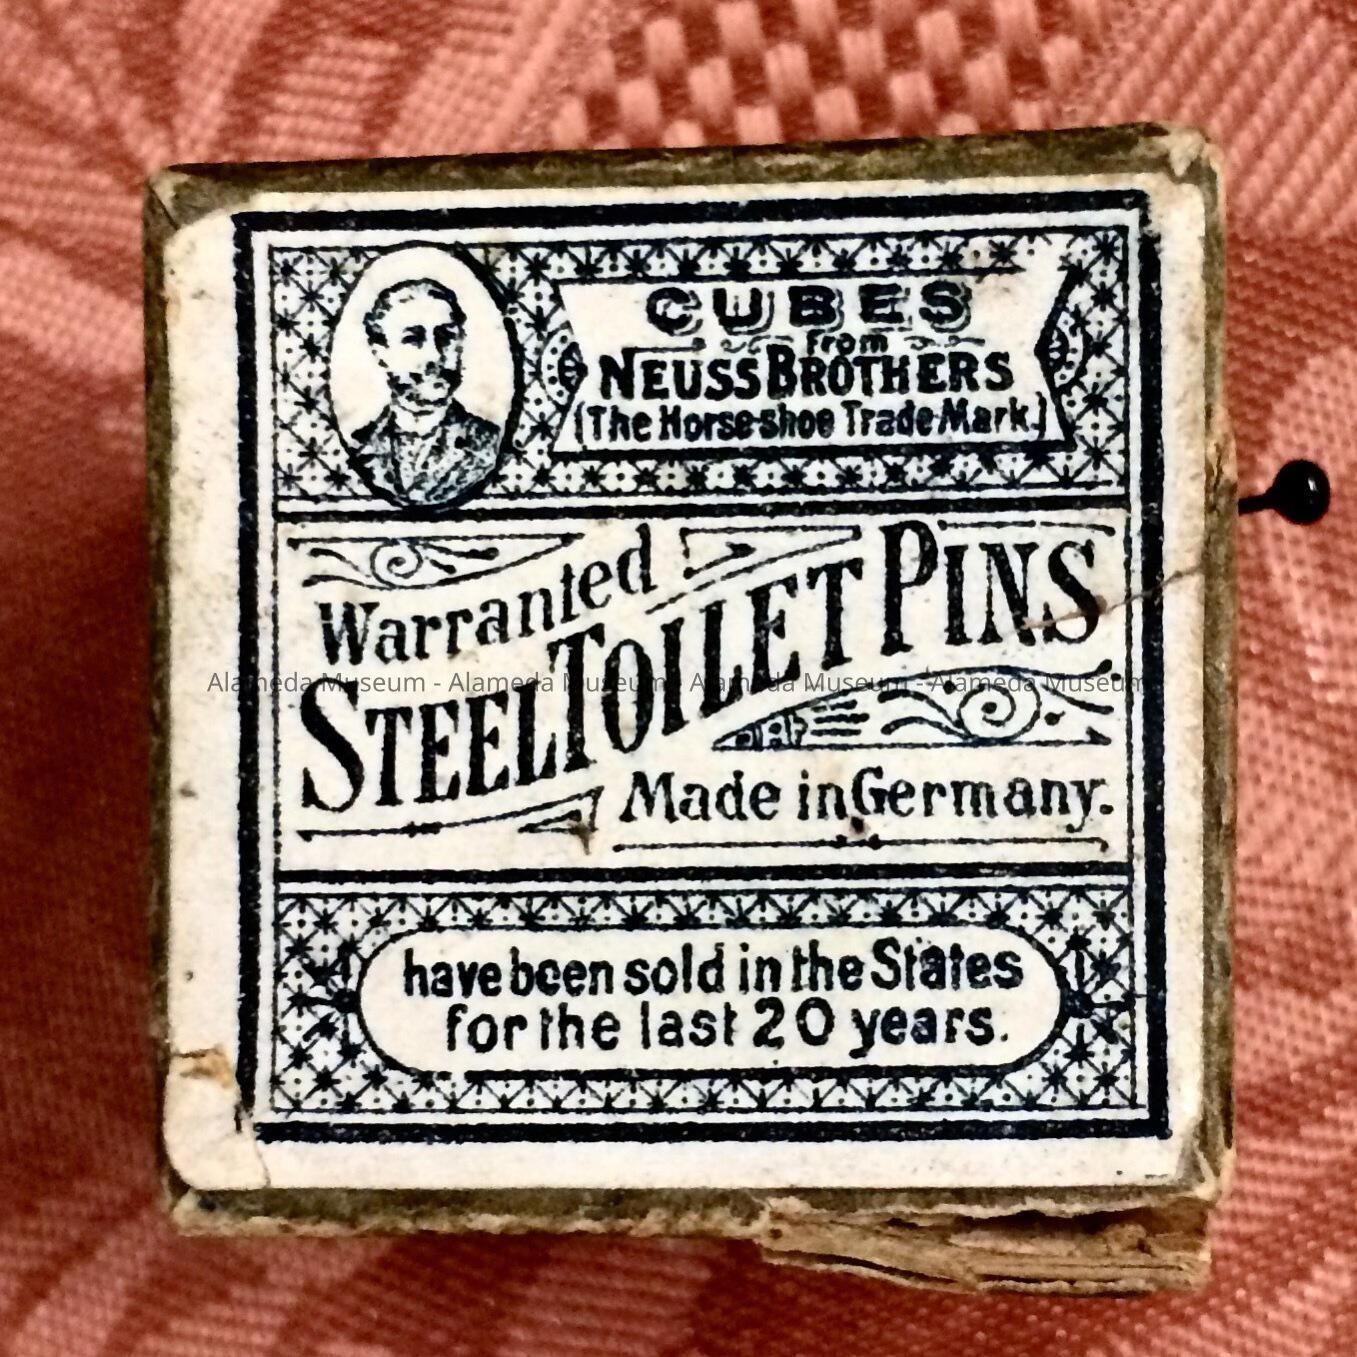 CUBES
from
NEUSS BROTHERS
(The Horse-shoe Trade Mark.)
Warranted
STEEL TOILET PINS
Alameda Museum - Alameda Museum - Alameda Museum - Alameda Museum
Made in Germany.
have been sold in the States
for the last 20 years.